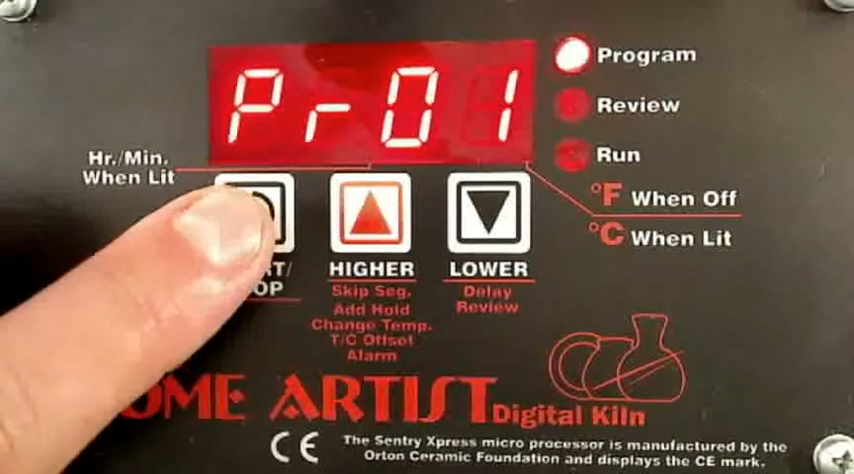 Pr01
Program
Review
Run
Hr./Min.
When Lit
°F When Off
°C When Lit
HIGHER
Skip Seg.
Add Hold
Change Temp.
T/C Offset
Alarm
LOWER
Delay
Review
ARTIST
Digital Kiln
CE
The Sentry Xpress micro processor is manufactured by the
Orton Ceramic Foundation and displays the CE mark.